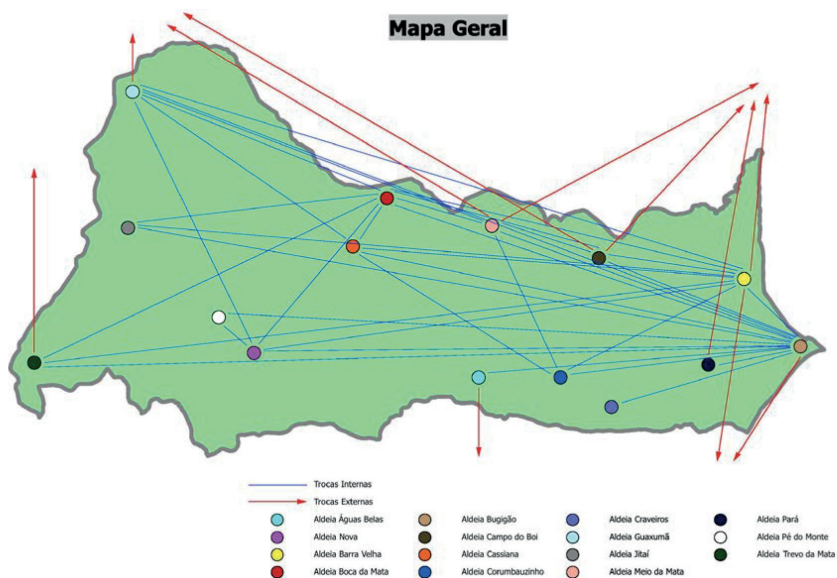 Mapa Geral
Trocas Internas
Trocas Externas
Aldeia Águas Belas
Aldeia Bugigão
Aldeia Craveiros
Aldeia Pará
Aldeia Nova
Aldeia Campo do Boi
Aldeia Guaxumã
Aldeia Pé do Monte
Aldeia Barra Velha
Aldeia Cassiana
Aldeia Jitaí
Aldeia Trevo da Mata
Aldeia Boca da Mata
Aldeia Corumbauzinho
Aldeia Meio da Mata